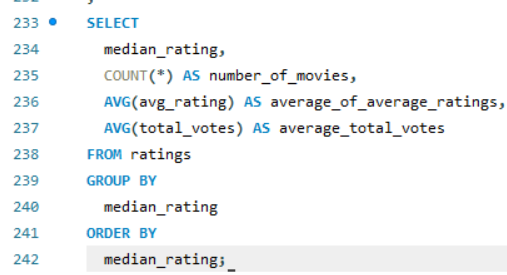 233 SELECT
234 median_rating,
235 COUNT(*) AS number_of_movies,
236 AVG(avg_rating) AS average_of_average_ratings,
237 AVG(total_votes) AS average_total_votes
238 FROM ratings
239 GROUP BY
240 median_rating
241 ORDER BY
242 median_rating;